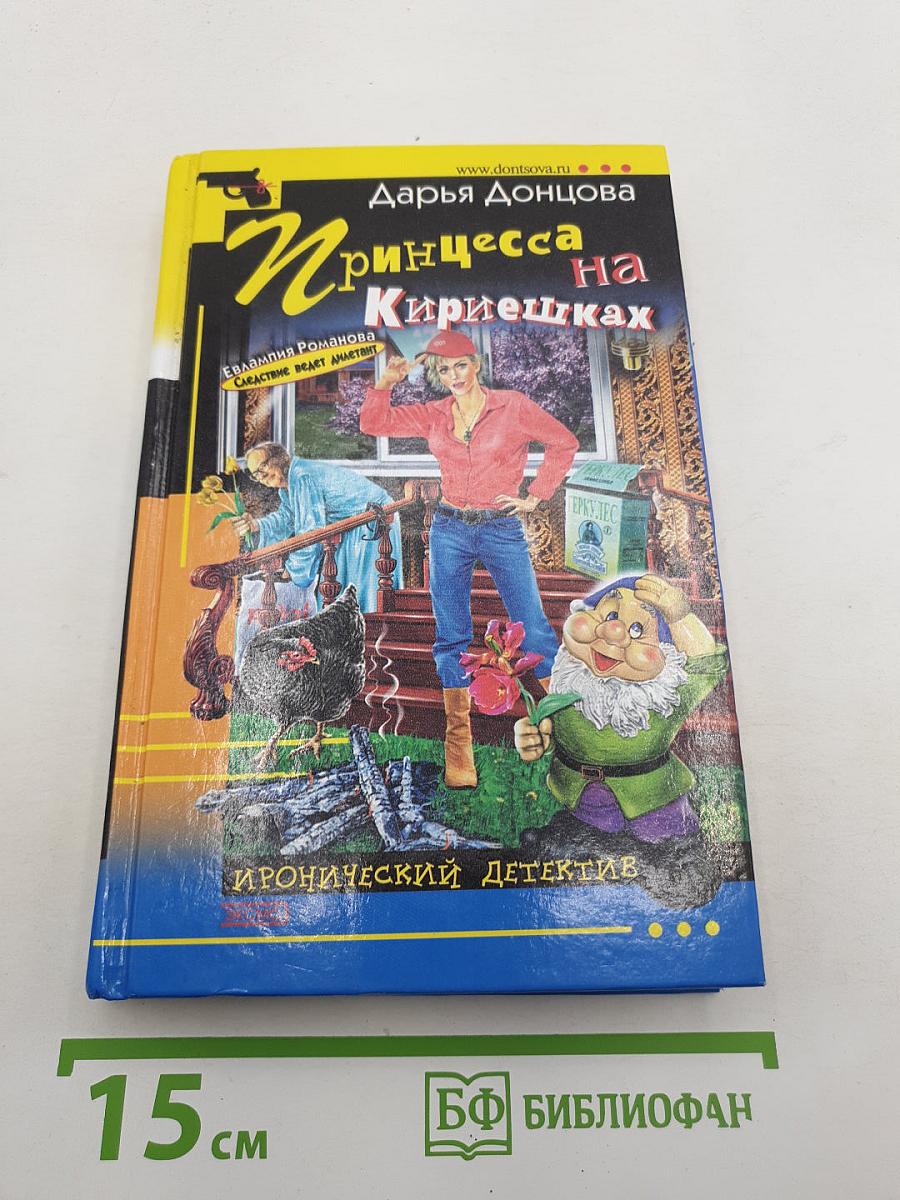 www.dontsova.ru
Дарья Донцова
Принцесса
на
Кириешках
Евлампия Романова
Следствие ведет дилетант
ЕРКУЛЕС
ИРОНИЧЕСКИЙ ДЕТЕКТИВ
ЭКСМО
15 см
БФ БИБЛИОФАН